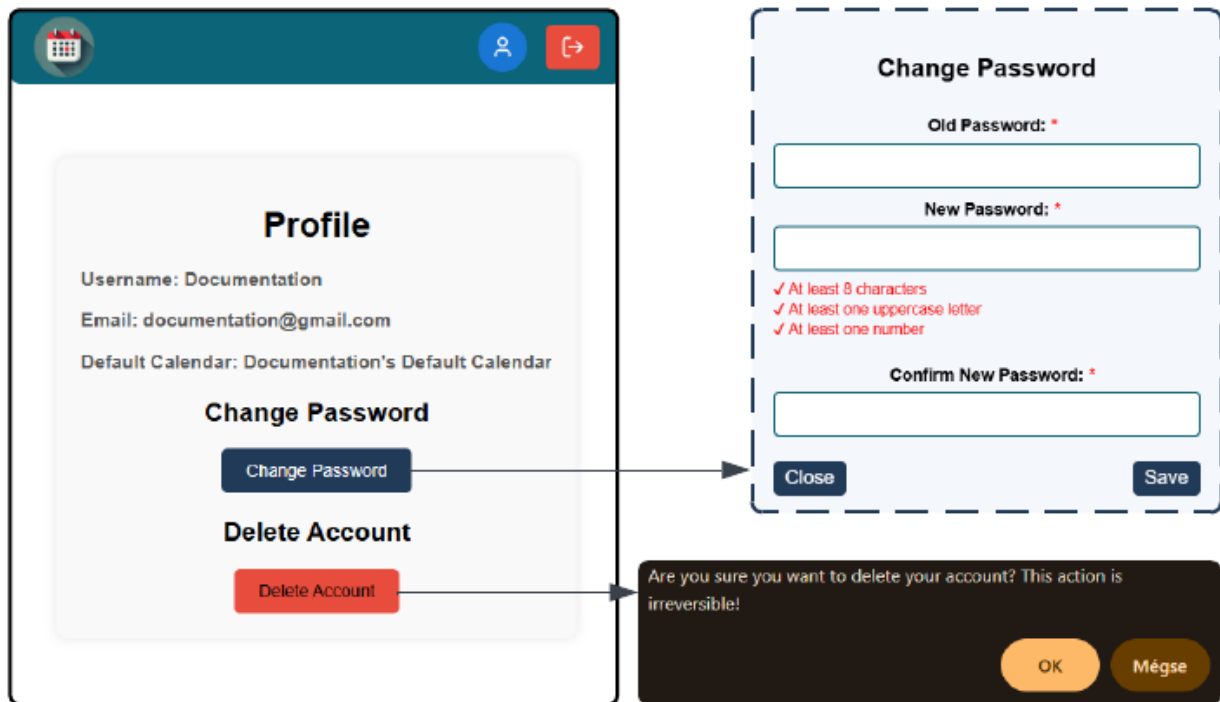 Profile
Username: Documentation
Email: documentation@gmail.com
Default Calendar: Documentation's Default Calendar
Change Password
Change Password
Delete Account
Delete Account
Change Password
Old Password: *
New Password: *
✓ At least 8 characters
✓ At least one uppercase letter
✓ At least one number
Confirm New Password: *
Close
Save
Are you sure you want to delete your account? This action is
irreversible!
OK
Mégse